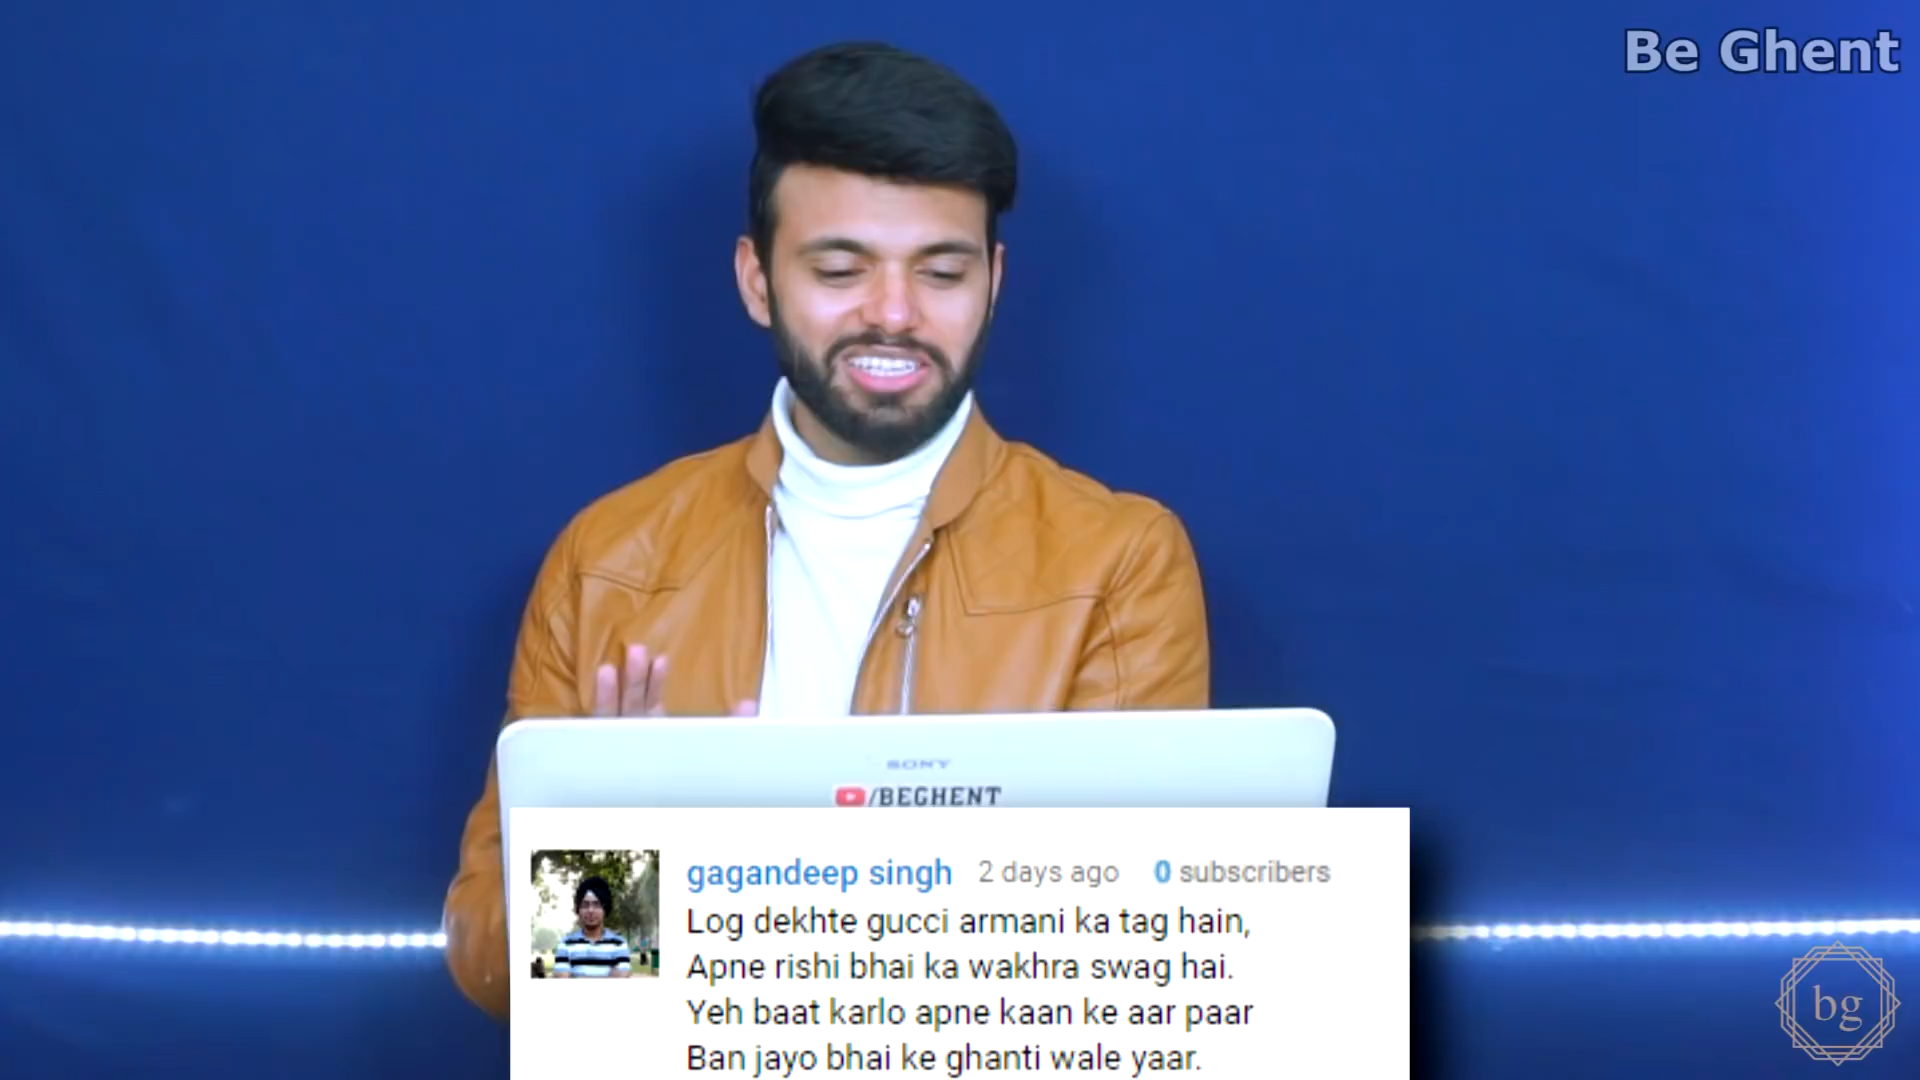 Be Ghent
SONY
/BEGHENT
gagandeep singh 2 days ago 0 subscribers
Log dekhte gucci armani ka tag hain,
Apne rishi bhai ka wakhra swag hai.
Yeh baat karlo apne kaan ke aar paar
Ban jayo bhai ke ghanti wale yaar.
bg